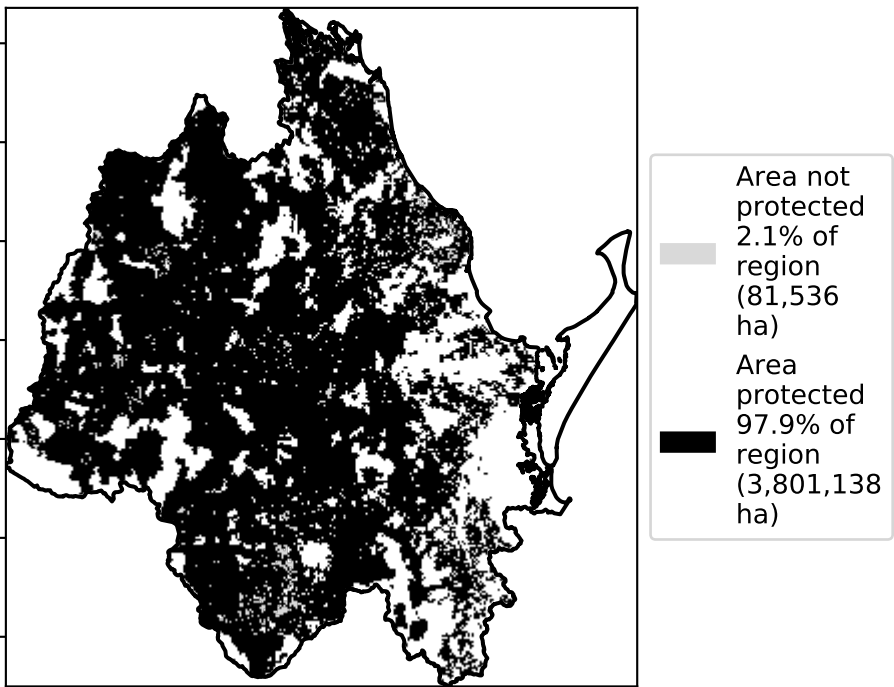 Area not
protected
2.1% of
region
(81,536
ha)
Area
protected
97.9% of
region
(3,801,138
ha)